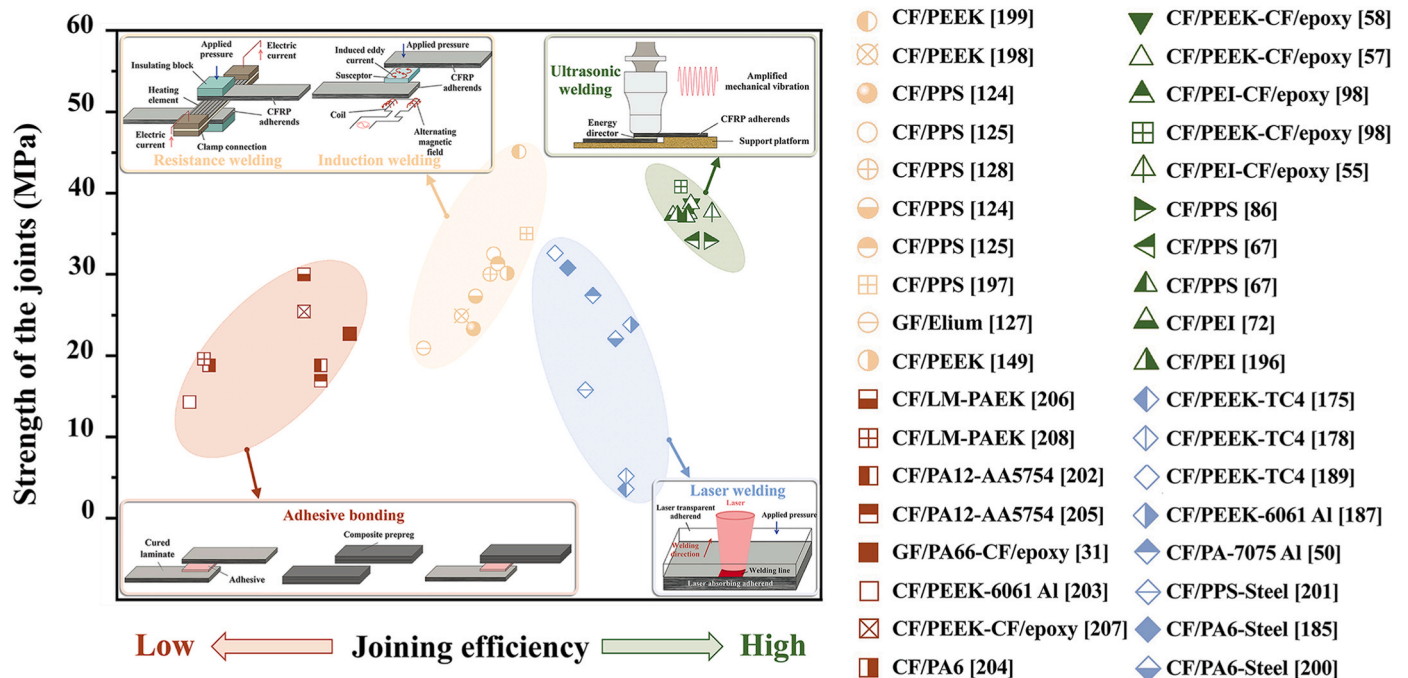 Strength of the joints (MPa)
60
50
40
30
20
10
0
Applied pressure
Electric current
Insulating block
Heating element
CFRP adherends
Electric current
Clamp connection
Resistance welding
Induced eddy current
Applied pressure
Susceptor
CFRP adherends
Coil
Alternating magnetic field
Induction welding
Ultrasonic welding
Amplified mechanical vibration
Energy director
CFRP adherends
Support platform
Adhesive bonding
Cured laminate
Adhesive
Composite prepreg
Laser welding
Laser transparent adherend
Laser
Applied pressure
Welding direction
Welding line
Laser absorbing adherend
Low
Joining efficiency
High
CF/PEEK [199]
CF/PEEK [198]
CF/PPS [124]
CF/PPS [125]
CF/PPS [128]
CF/PPS [124]
CF/PPS [125]
CF/PPS [197]
GF/Elium [127]
CF/PEEK [149]
CF/LM-PAEK [206]
CF/LM-PAEK [208]
CF/PA12-AA5754 [202]
CF/PA12-AA5754 [205]
GF/PA66-CF/epoxy [31]
CF/PEEK-6061 Al [203]
CF/PEEK-CF/epoxy [207]
CF/PA6 [204]
CF/PEEK-CF/epoxy [58]
CF/PEEK-CF/epoxy [57]
CF/PEI-CF/epoxy [98]
CF/PEEK-CF/epoxy [98]
CF/PEI-CF/epoxy [55]
CF/PPS [86]
CF/PPS [67]
CF/PPS [67]
CF/PEI [72]
CF/PEI [196]
CF/PEEK-TC4 [175]
CF/PEEK-TC4 [178]
CF/PEEK-TC4 [189]
CF/PEEK-6061 Al [187]
CF/PA-7075 Al [50]
CF/PPS-Steel [201]
CF/PA6-Steel [185]
CF/PA6-Steel [200]